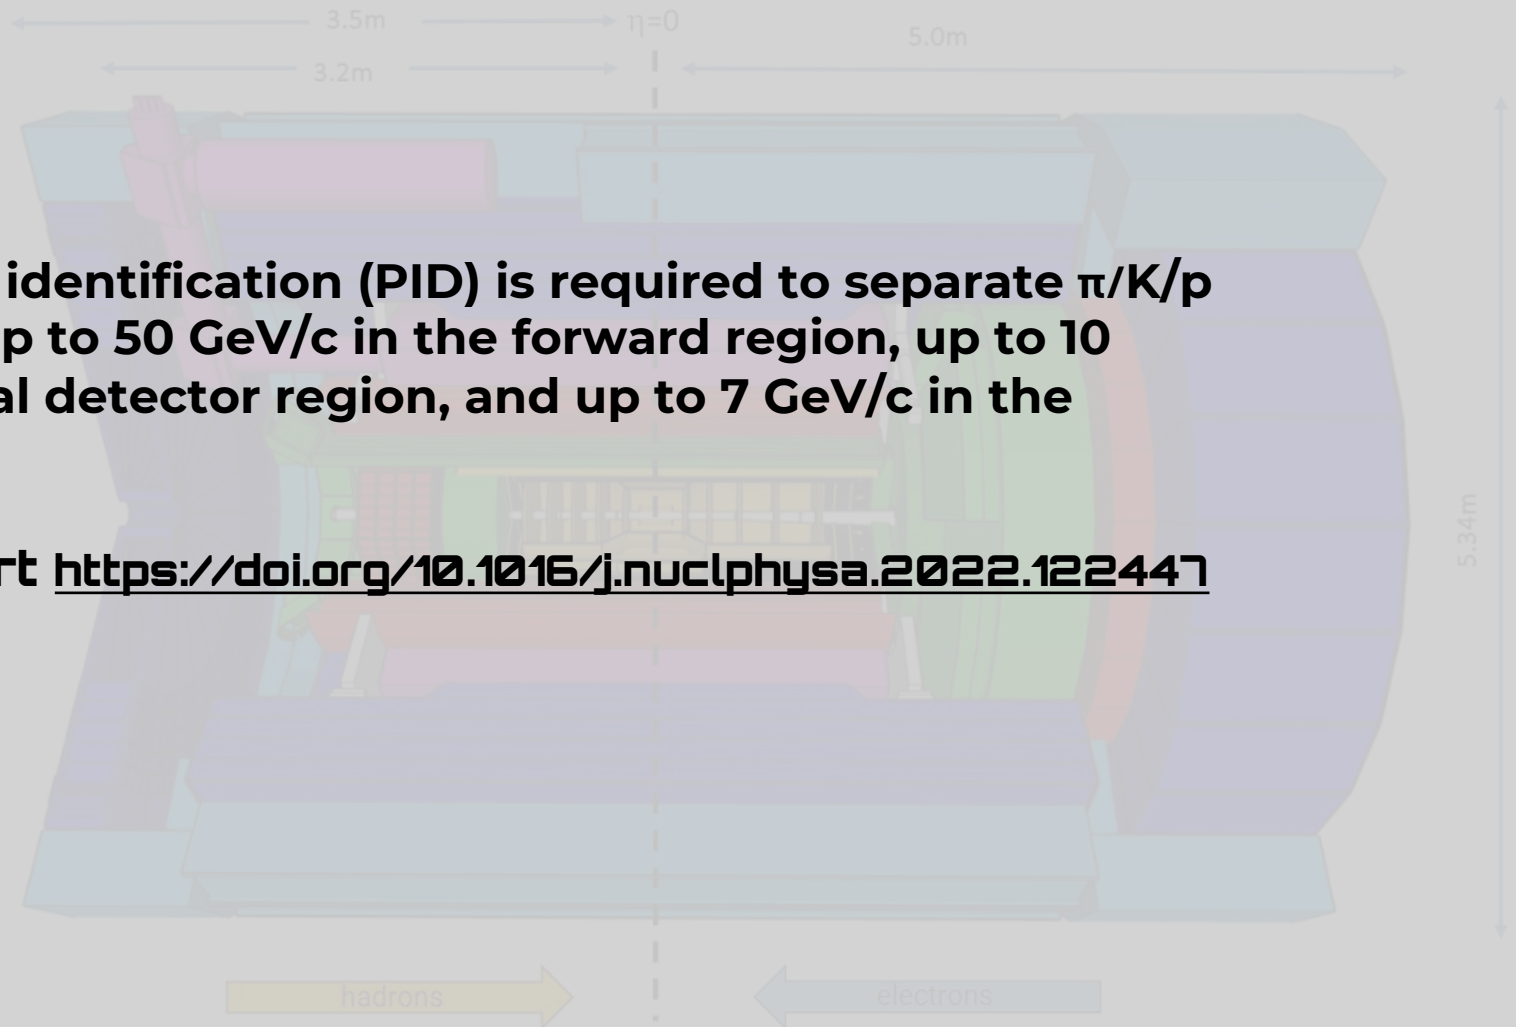 3.5m η=0 5.0m
3.2m
identification (PID) is required to separate π/K/p
p to 50 GeV/c in the forward region, up to 10
al detector region, and up to 7 GeV/c in the
rt https://doi.org/10.1016/j.nuclphysa.2022.122447
5.34m
hadrons electrons